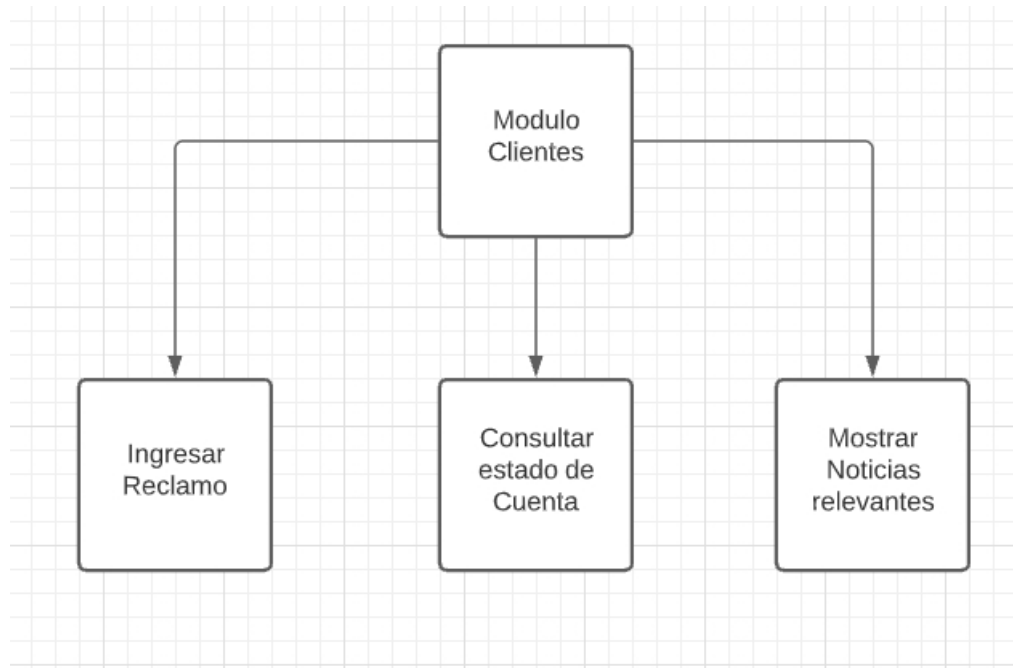 Modulo
Clientes
Ingresar
Reclamo
Consultar
estado de
Cuenta
Mostrar
Noticias
relevantes